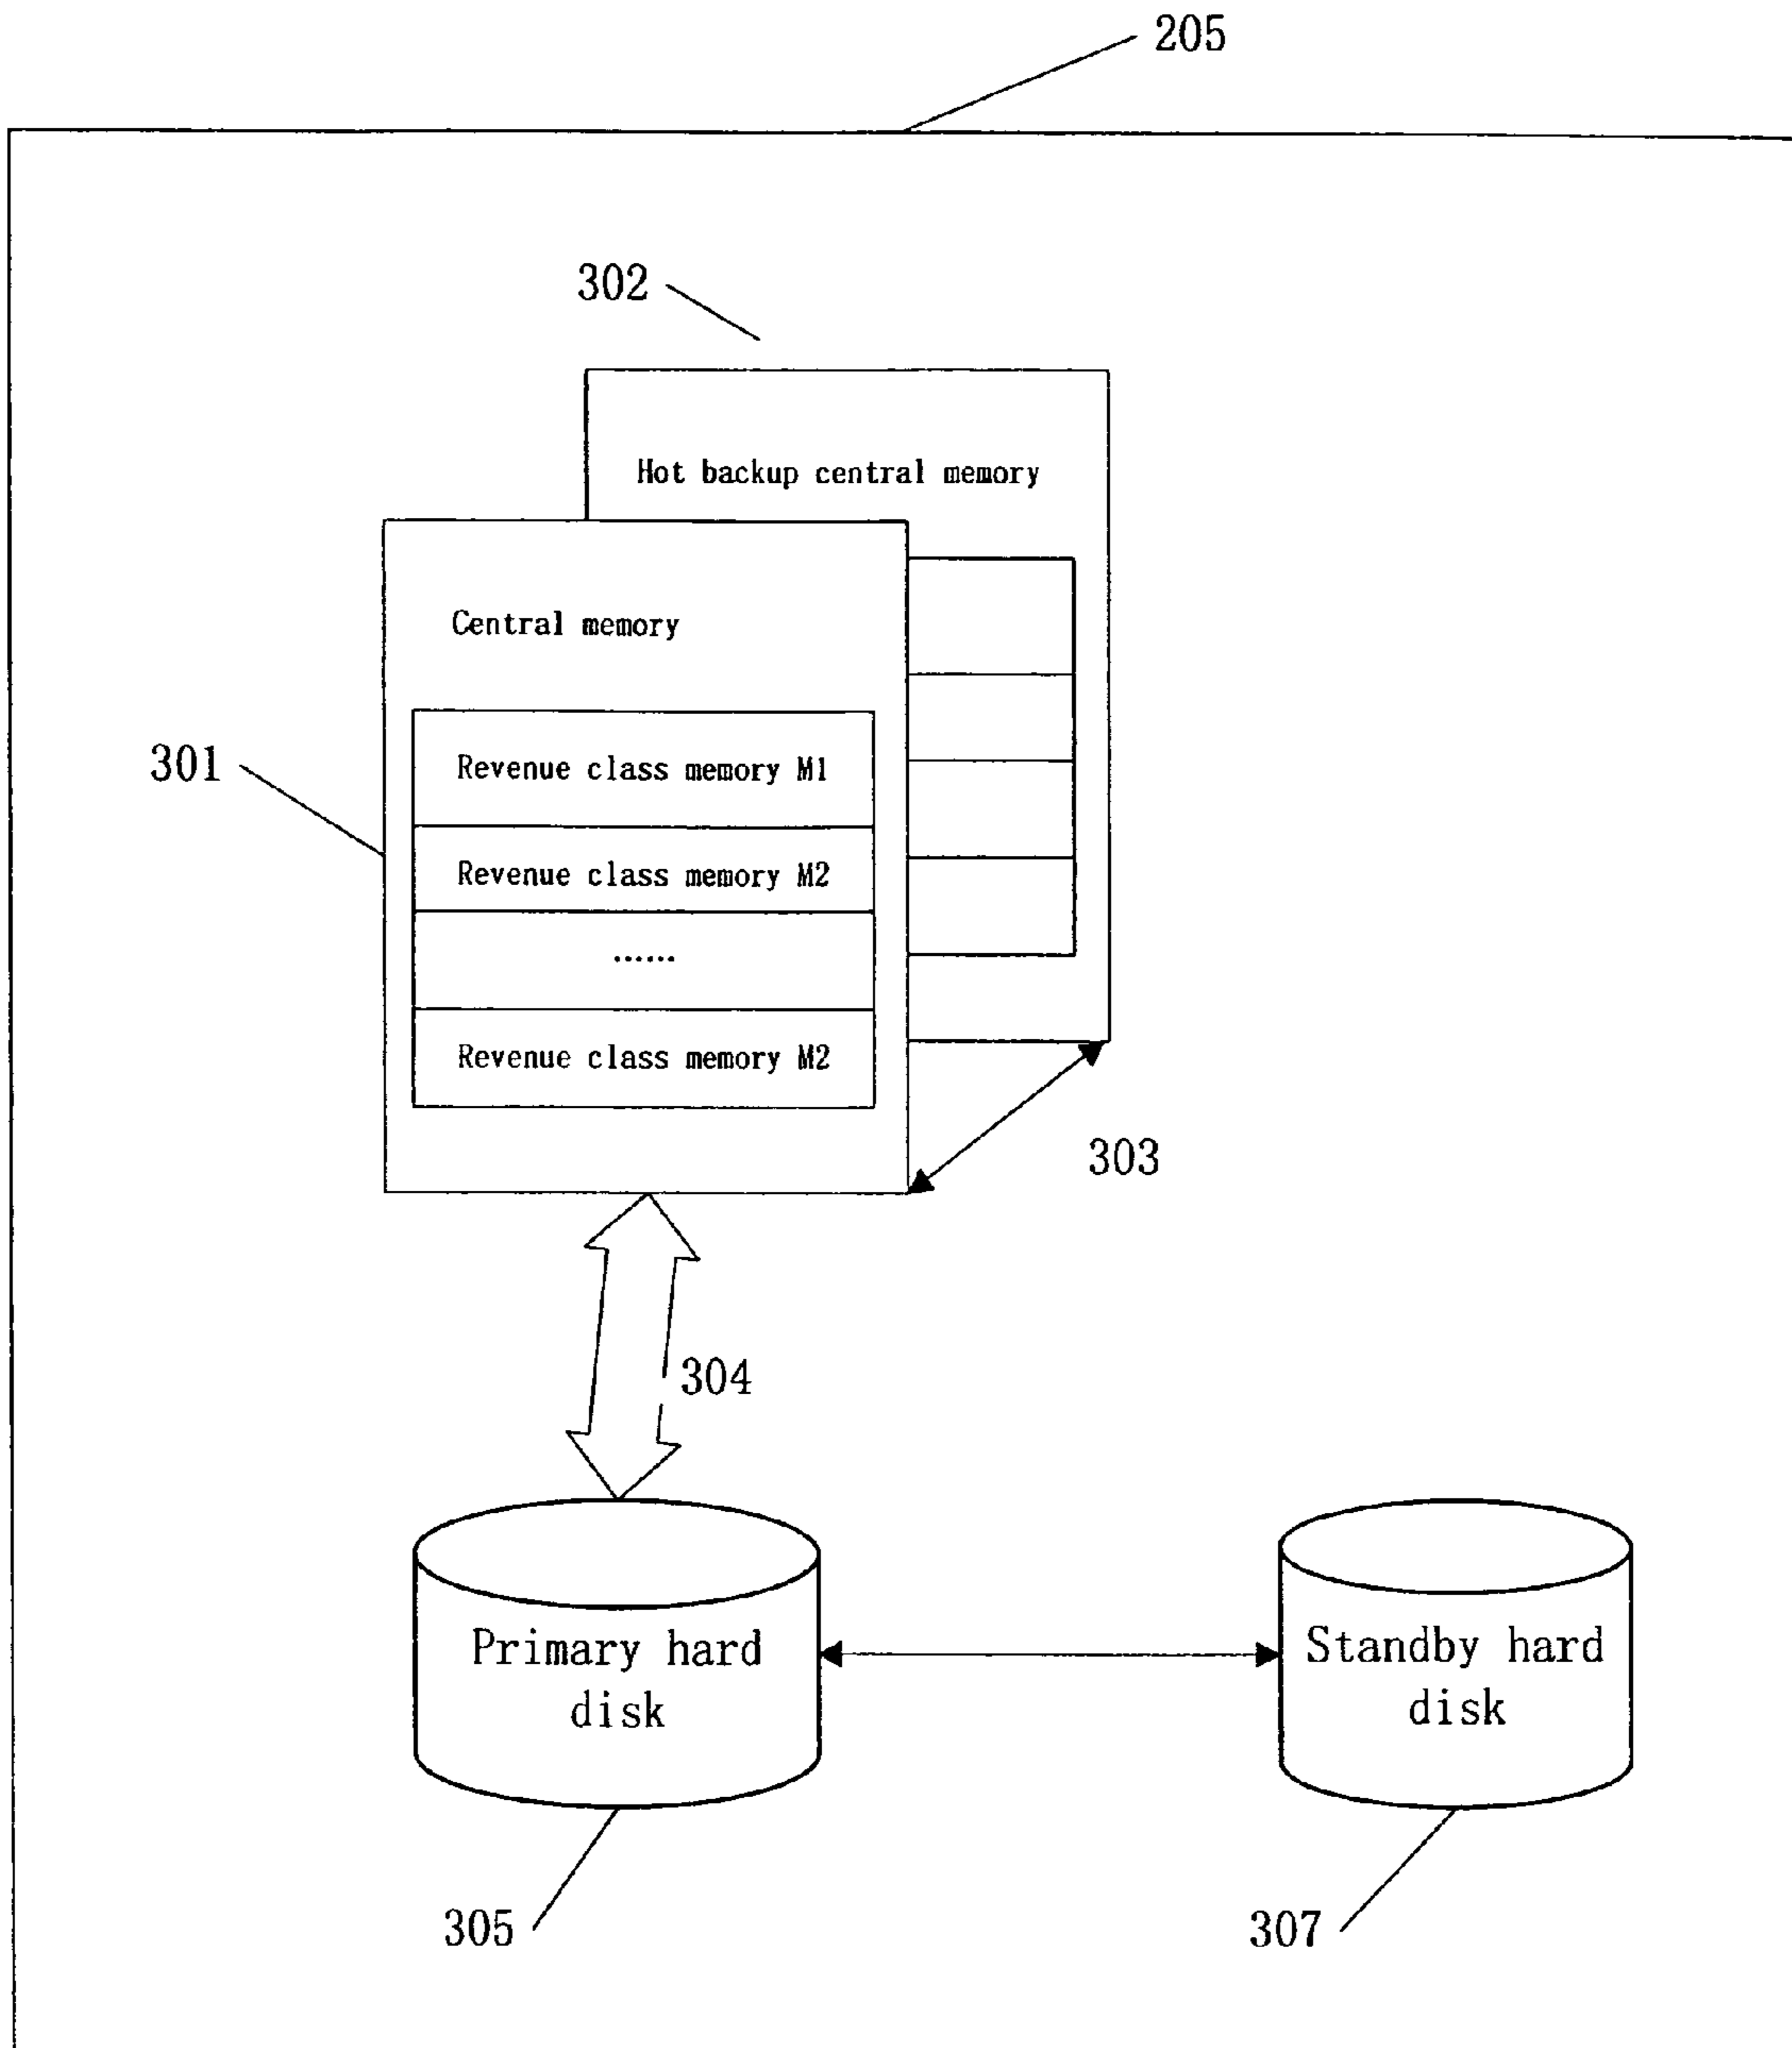 205
302
Hot backup central memory
Central memory
301
Revenue class memory M1
Revenue class memory M2
......
Revenue class memory M2
303
304
Primary hard
disk
Standby hard
disk
305
307